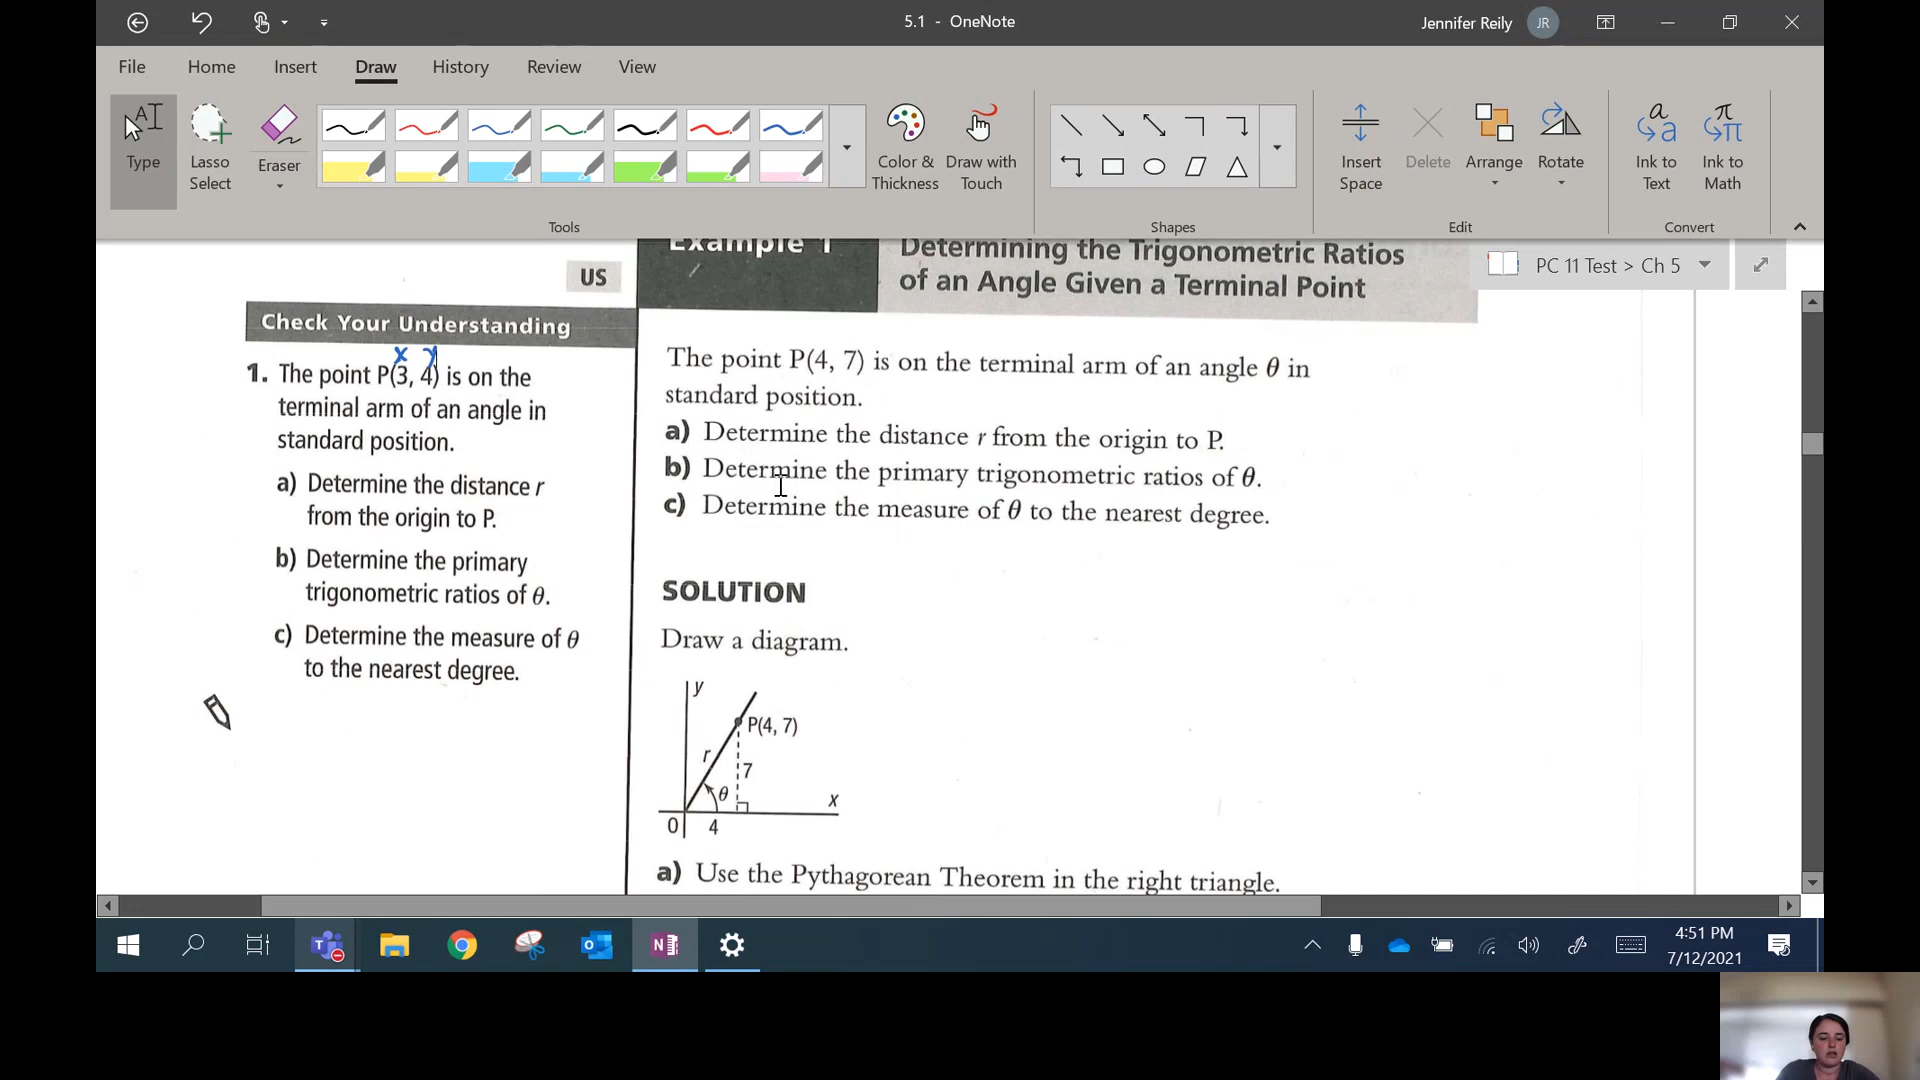 5.1 - OneNote
Jennifer Reily
JR
File
Home
Insert
Draw
History
Review
View
Type
Lasso
Select
Eraser
Color &
Thickness
Draw with
Touch
Insert
Space
Delete
Arrange
Rotate
Ink to
Text
Ink to
Math
Tools
Shapes
Edit
Convert
PC 11 Test > Ch 5
US
Example 1
Determining the Trigonometric Ratios
of an Angle Given a Terminal Point
Check Your Understanding
x y
1. The point P(3, 4) is on the
terminal arm of an angle in
standard position.
a) Determine the distance r
from the origin to P.
b) Determine the primary
trigonometric ratios of θ.
c) Determine the measure of θ
to the nearest degree.
The point P(4, 7) is on the terminal arm of an angle θ in
standard position.
a) Determine the distance r from the origin to P.
b) Determine the primary trigonometric ratios of θ.
c) Determine the measure of θ to the nearest degree.
SOLUTION
Draw a diagram.
y
P(4, 7)
r
7
θ
x
0
4
a) Use the Pythagorean Theorem in the right triangle.
4:51 PM
7/12/2021